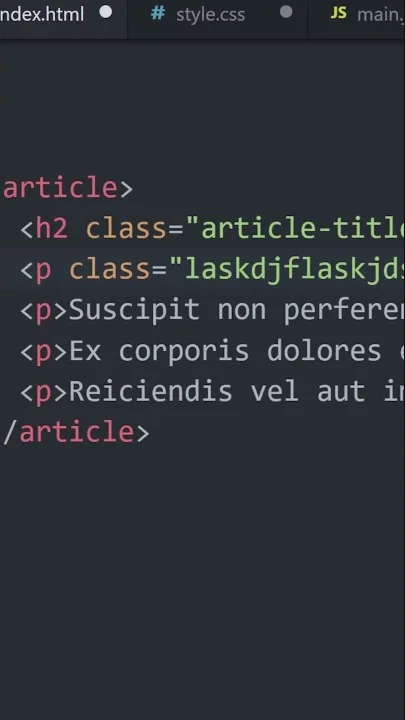 ndex.html # style.css JS main.
article>
<h2 class="article-title
<p class="laskdjflaskjds
<p>Suscipit non perferen
<p>Ex corporis dolores e
<p>Reiciendis vel aut in
/article>